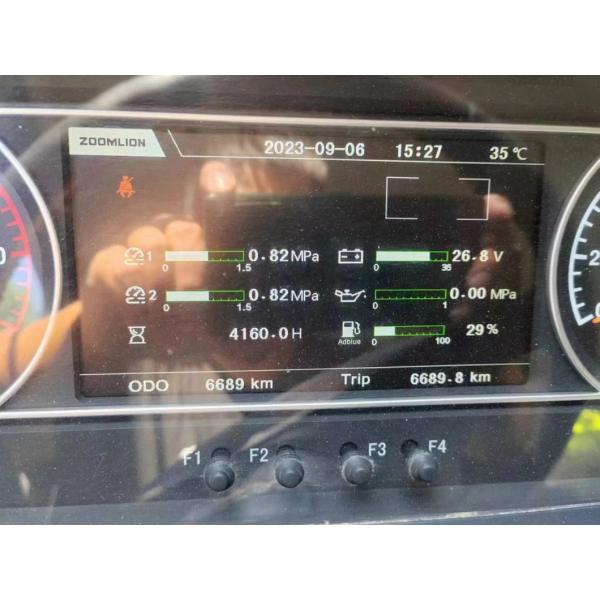 ZOOMLION 2023-09-06 15:27 35 ℃
1 0.82 MPa 26.8 V
0 1.5 0 36
2 0.82 MPa 0.00 MPa
0 1.5 0 1
4160.0 H 29 %
Adblue 0 100
ODO 6689 km Trip 6689.8 km
F1 F2 F3 F4